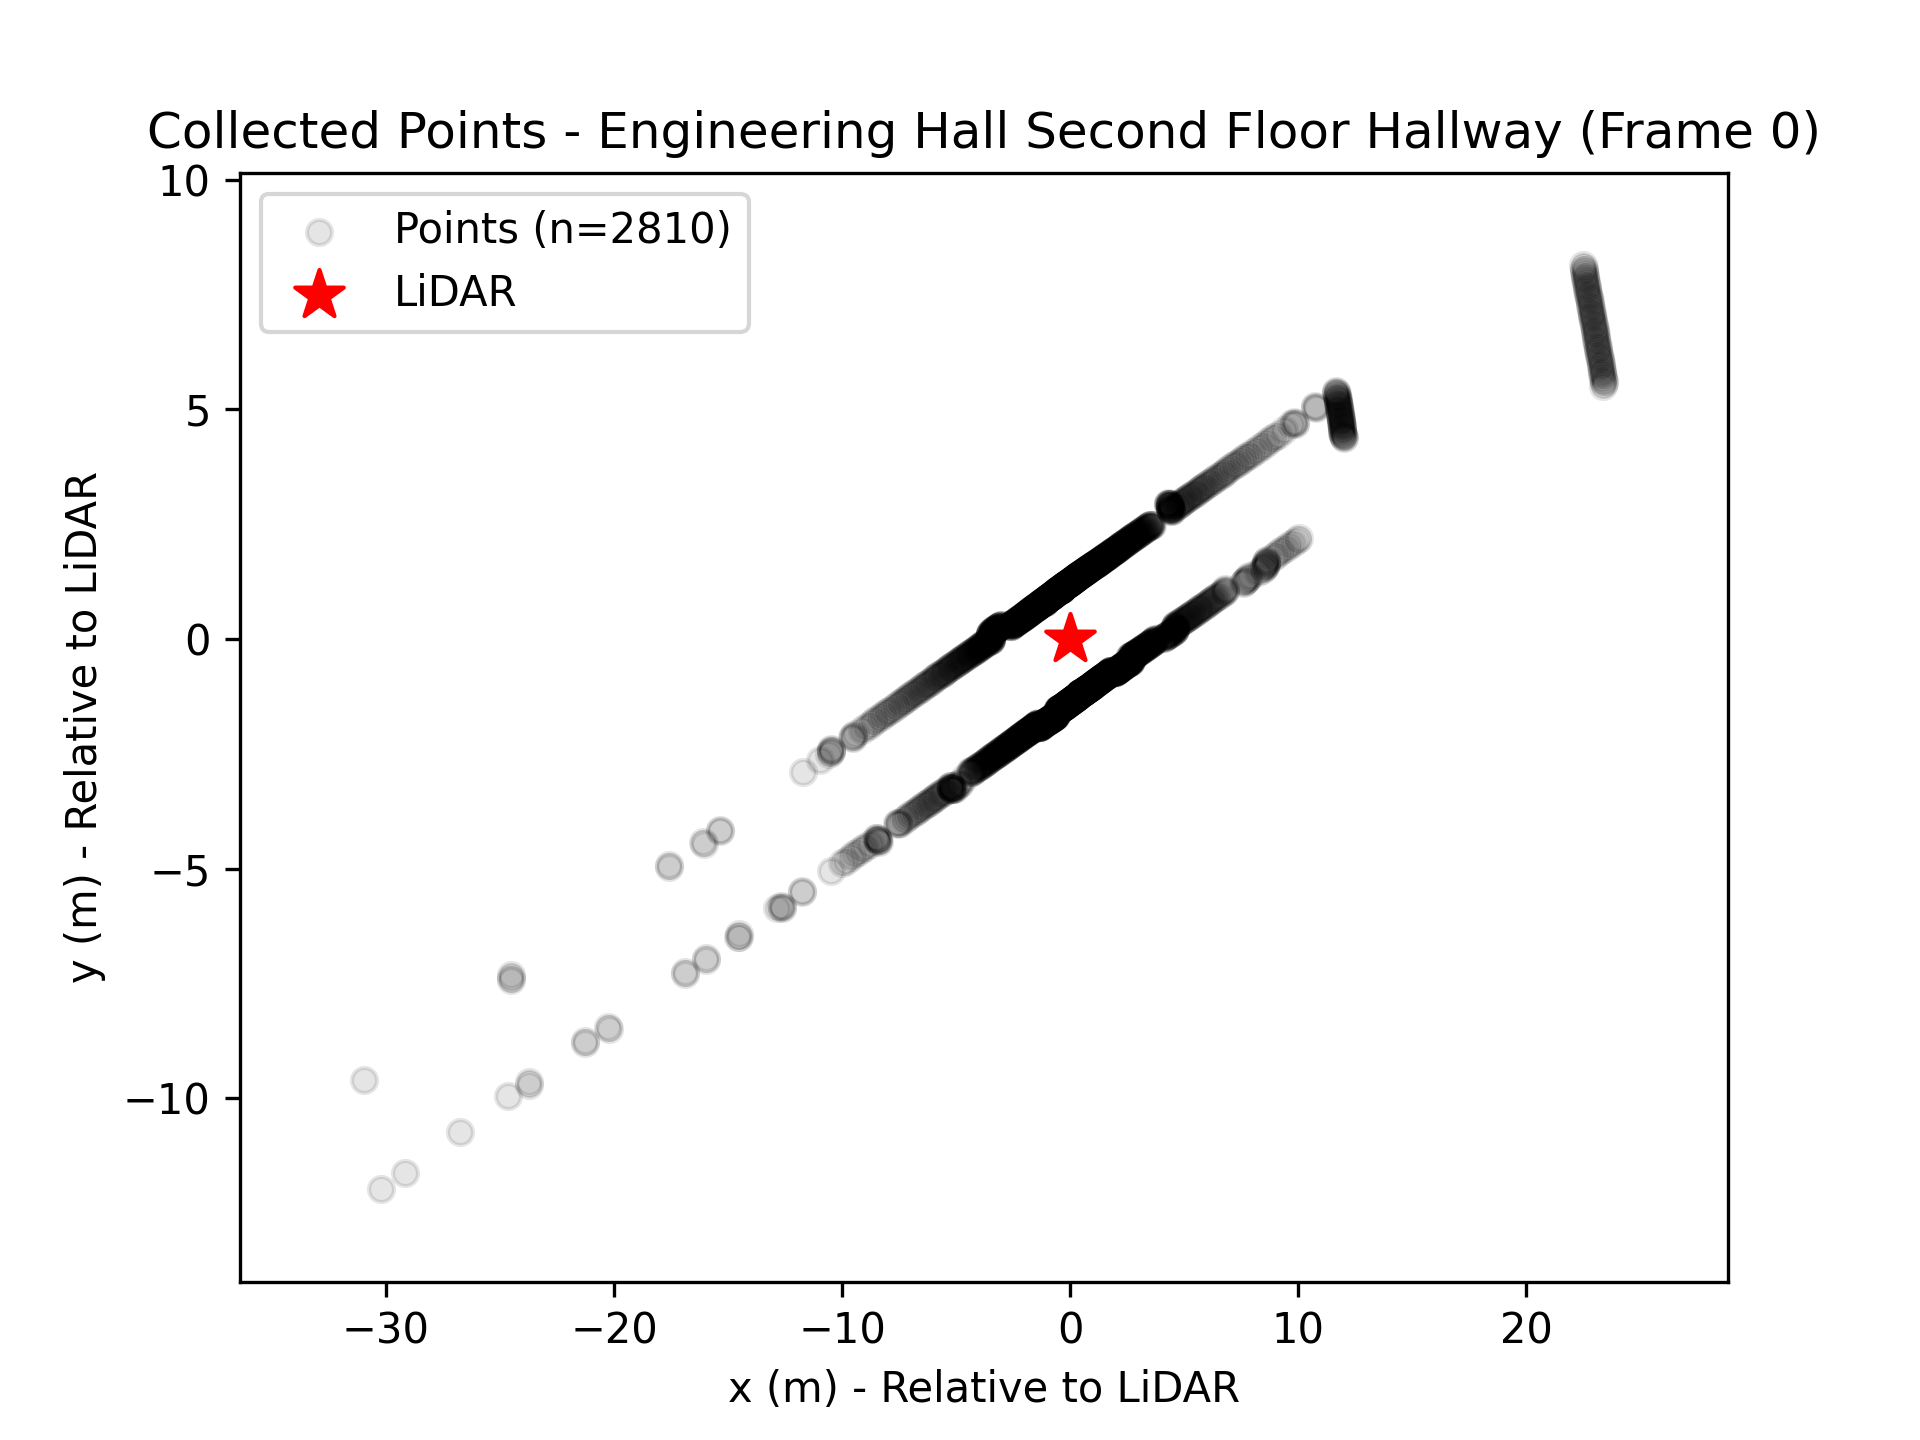 Collected Points - Engineering Hall Second Floor Hallway (Frame 0)
Points (n=2810)
LiDAR
y (m) - Relative to LiDAR
10
5
0
−5
−10
−30
−20
−10
0
10
20
x (m) - Relative to LiDAR